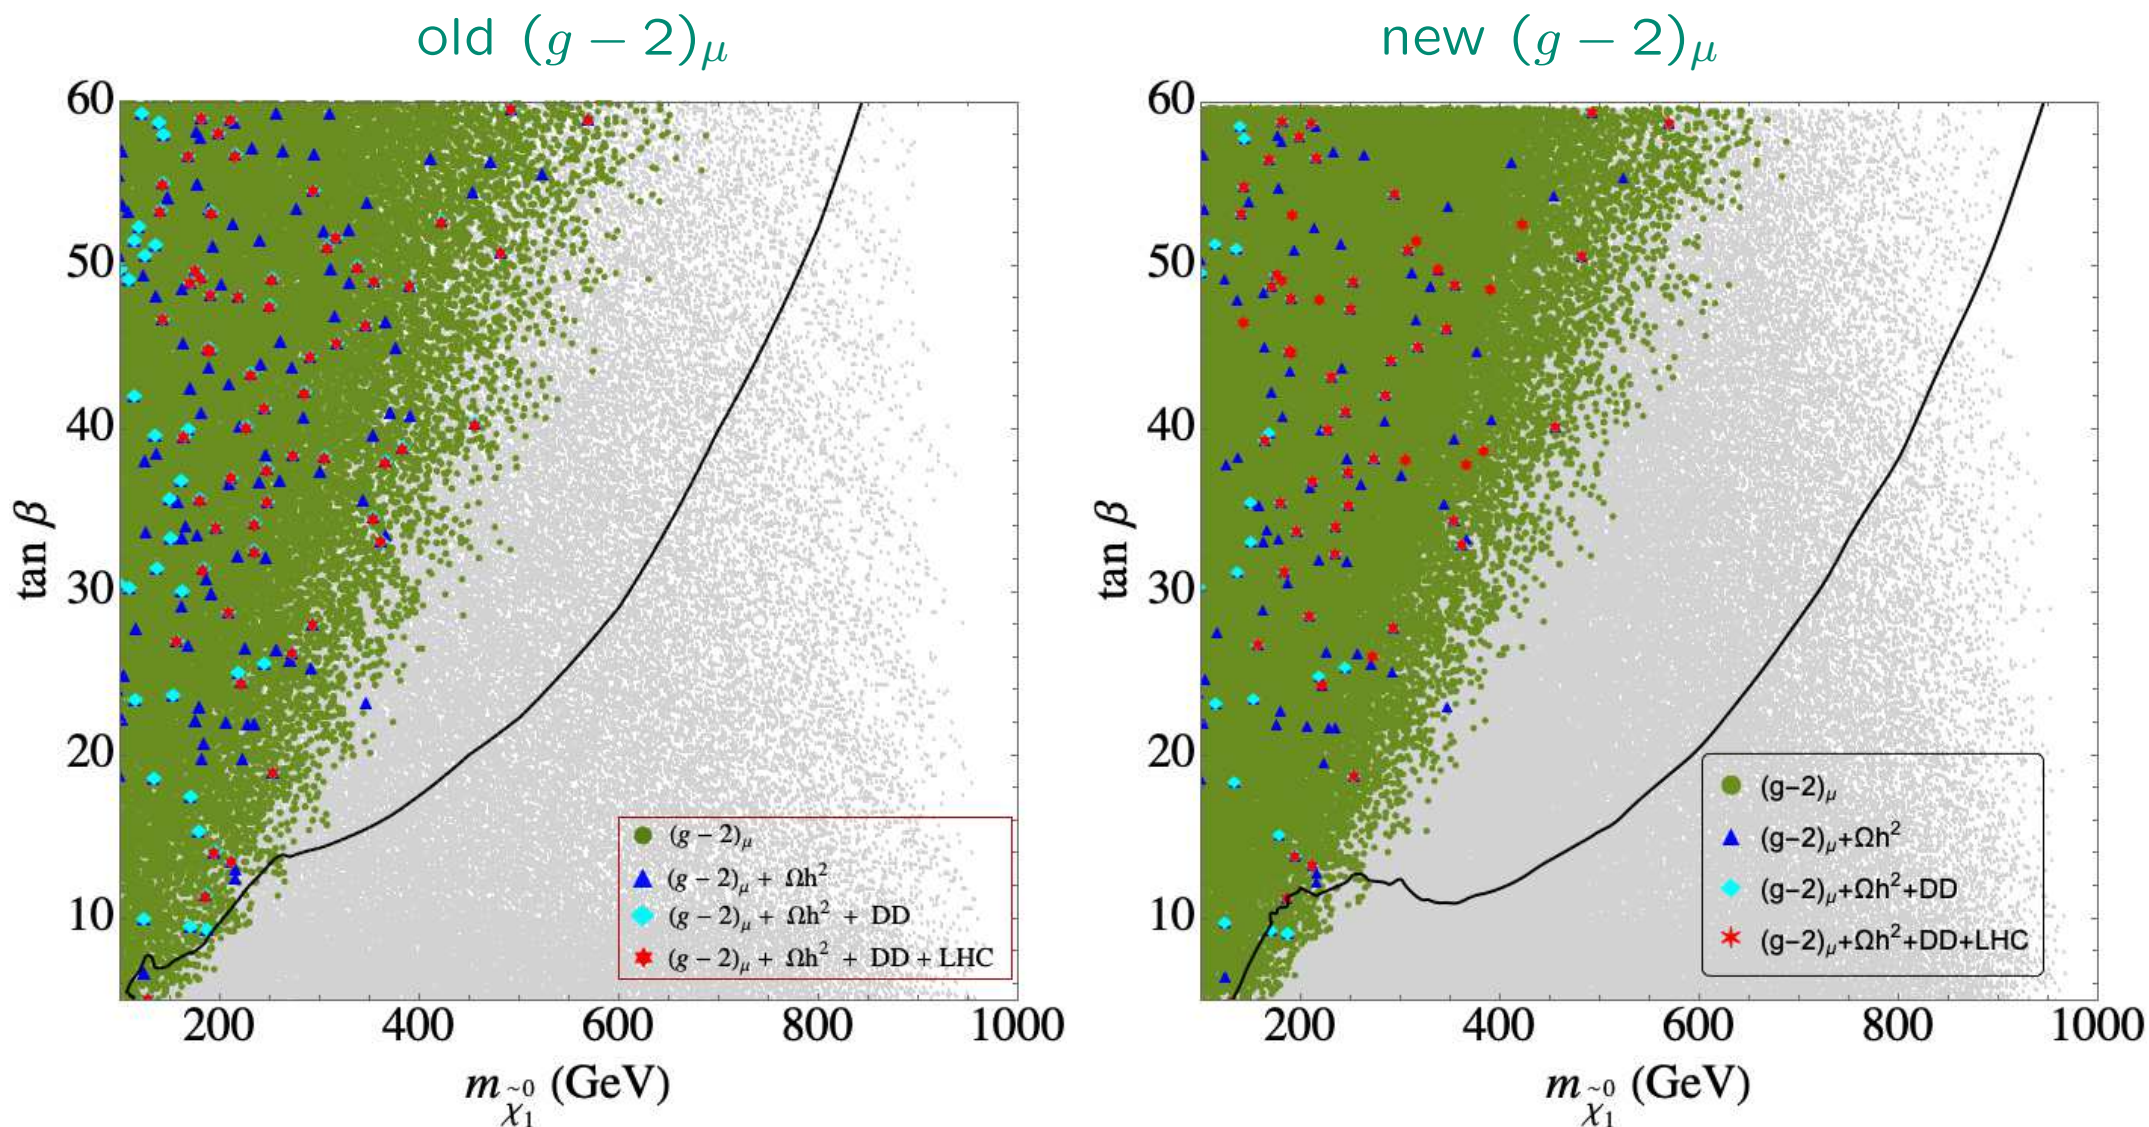 old (g − 2)μ
new (g − 2)μ
60
50
40
30
20
10
tan β
200 400 600 800 1000
m χ̃⁰₁ (GeV)
(g − 2)μ
(g − 2)μ + Ωh²
(g − 2)μ + Ωh² + DD
(g − 2)μ + Ωh² + DD + LHC
60
50
40
30
20
10
tan β
200 400 600 800 1000
m χ̃⁰₁ (GeV)
(g−2)μ
(g−2)μ+Ωh²
(g−2)μ+Ωh²+DD
(g−2)μ+Ωh²+DD+LHC